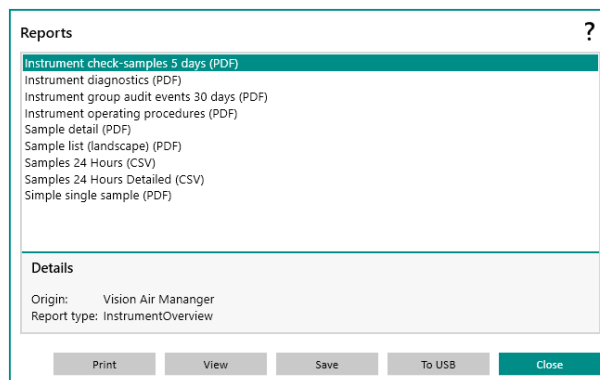 Reports
?
Instrument check-samples 5 days (PDF)
Instrument diagnostics (PDF)
Instrument group audit events 30 days (PDF)
Instrument operating procedures (PDF)
Sample detail (PDF)
Sample list (landscape) (PDF)
Samples 24 Hours (CSV)
Samples 24 Hours Detailed (CSV)
Simple single sample (PDF)
Details
Origin: Vision Air Mananger
Report type: InstrumentOverview
Print View Save To USB Close